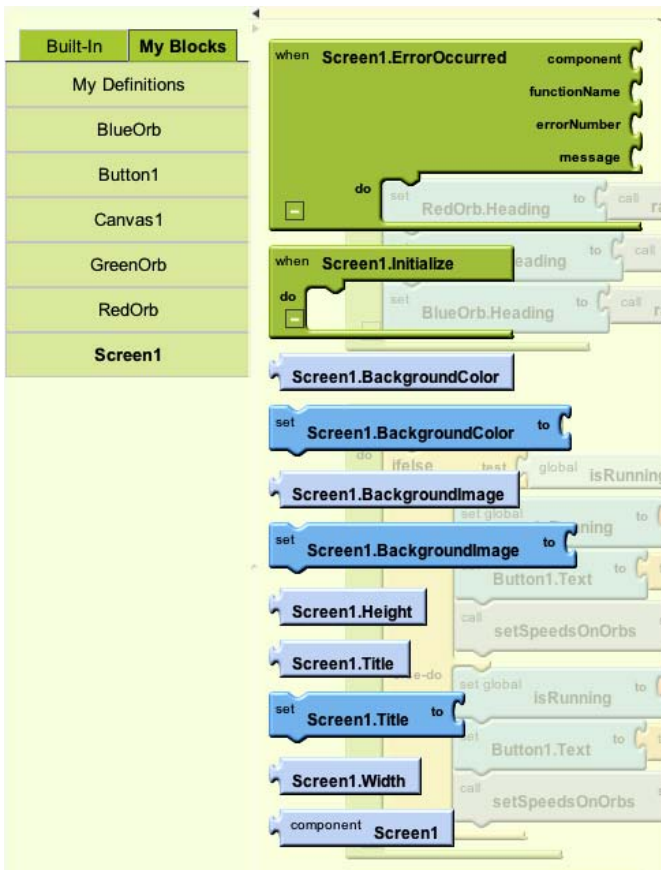 Built-In
My Blocks
My Definitions
BlueOrb
Button1
Canvas1
GreenOrb
RedOrb
Screen1
when Screen1.ErrorOccurred component
functionName
errorNumber
message
do
set RedOrb.Heading to call
when Screen1.Initialize
eading to call
do
set BlueOrb.Heading to call
Screen1.BackgroundColor
set Screen1.BackgroundColor to
do ifelse test global isRunning
Screen1.BackgroundImage
set global
set Screen1.BackgroundImage to
ning to
Button1.Text to
Screen1.Height
call setSpeedsOnOrbs
Screen1.Title
e-do
set global isRunning to
set Screen1.Title to
set Button1.Text to
Screen1.Width
call setSpeedsOnOrbs
component Screen1